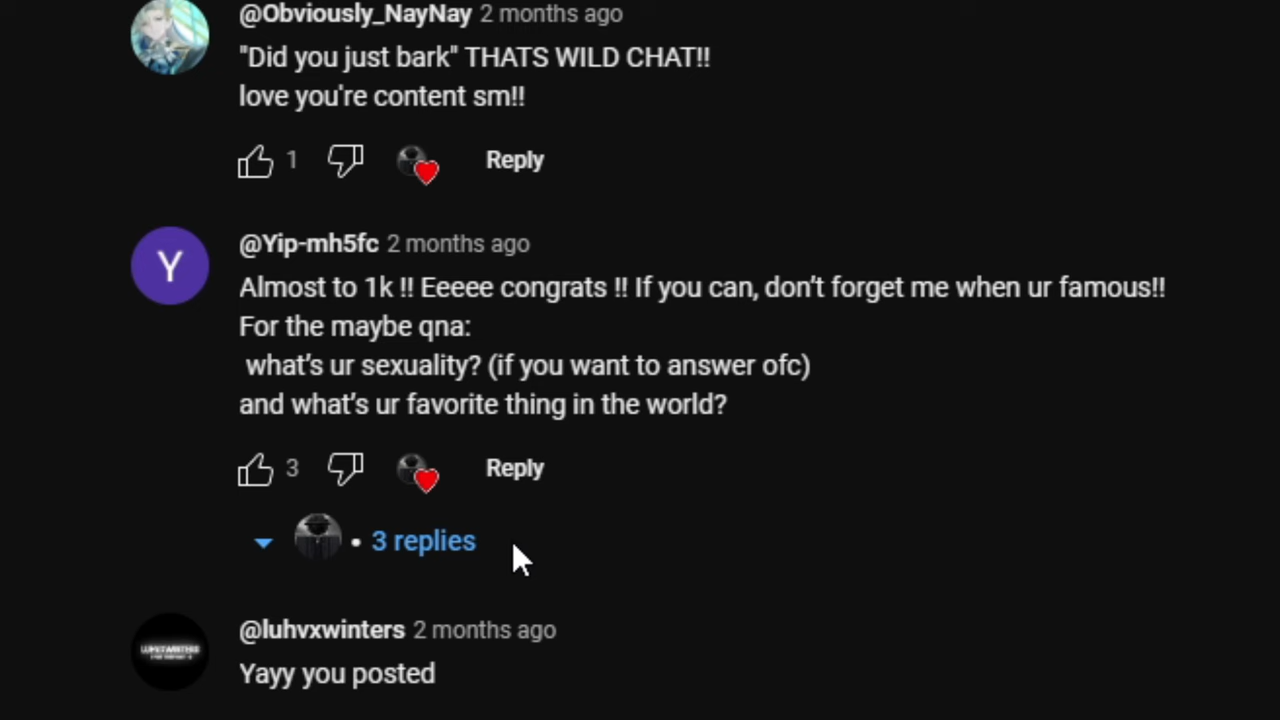 @Obviously_NayNay 2 months ago
"Did you just bark" THATS WILD CHAT!!
love you're content sm!!
1 Reply
Y
@Yip-mh5fc 2 months ago
Almost to 1k !! Eeeee congrats !! If you can, don’t forget me when ur famous!!
For the maybe qna:
what’s ur sexuality? (if you want to answer ofc)
and what’s ur favorite thing in the world?
3 Reply
• 3 replies
@luhvxwinters 2 months ago
Yayy you posted